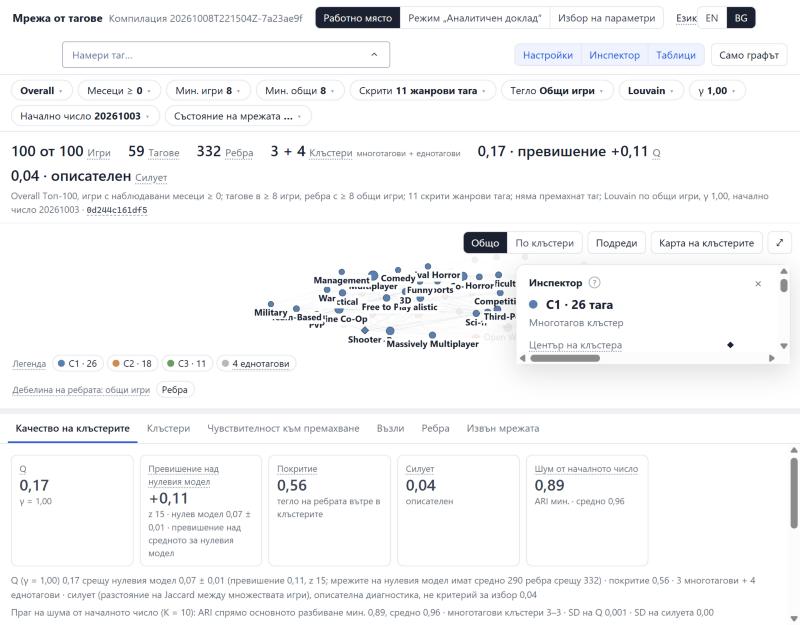 Мрежа от тагове Компилация 20261008T221504Z-7a23ae9f Работно място Режим „Аналитичен доклад“ Избор на параметри Език EN BG
Намери таг... Настройки Инспектор Таблици Само графът
Overall Месеци ≥ 0 Мин. игри 8 Мин. общи 8 Скрити 11 жанрови тага Тегло Общи игри Louvain γ 1,00
Начално число 20261003 Състояние на мрежата ...
100 от 100 Игри 59 Тагове 332 Ребра 3 + 4 Клъстери многотагови + еднотагови 0,17 · превишение +0,11 Q
0,04 · описателен Силует
Overall Топ-100, игри с наблюдавани месеци ≥ 0; тагове в ≥ 8 игри, ребра с ≥ 8 общи игри; 11 скрити жанрови тага; няма премахнат таг; Louvain по общи игри, γ 1,00, начално
число 20261003 · 0d244c161df5
Общо По клъстери Подреди Карта на клъстерите
Management Comedy
Funny
3D
Free to
Military
Co-Op
Shooter
Massively Multiplayer
Инспектор ? ×
C1 · 26 тага
Многотагов клъстер
Център на клъстера
Легенда C1 · 26 C2 · 18 C3 · 11 4 еднотагови
Дебелина на реброто: общи игри Ребра
Качество на клъстерите Клъстери Чувствителност към премахване Възли Ребра Извън мрежата
Q
0,17
γ = 1,00
Превишение над
нулевия модел
+0,11
z 15 · нулев модел 0,07 ±
0,01 · превишение над
средното за нулевия
модел
Покритие
0,56
тегло на ребрата вътре в
клъстерите
Силует
0,04
описателен
Шум от началното число
0,89
ARI мин. · средно 0,96
Q (γ = 1,00) 0,17 срещу нулевия модел 0,07 ± 0,01 (превишение 0,11, z 15; мрежите на нулевия модел имат средно 290 ребра срещу 332) · покритие 0,56 · 3 многотагови + 4
еднотагови · силует (разстояние на Jaccard между множествата игри), описателна диагностика, не критерий за избор 0,04
Праг на шума от началното число (K = 10): ARI спрямо основното разбиване мин. 0,89, средно 0,96 · многотагови клъстери 3–3 · SD на Q 0,001 · SD на силуета 0,00